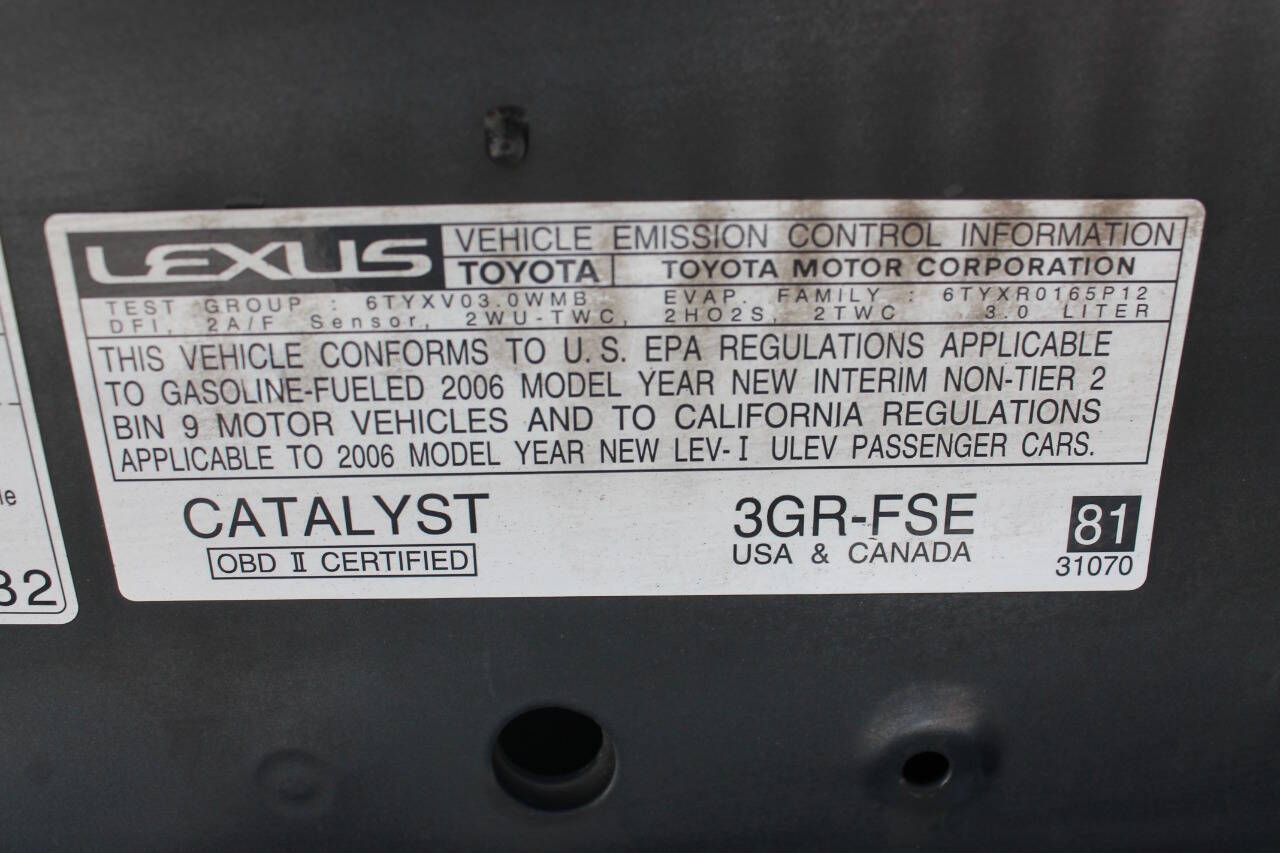 LEXUS
VEHICLE EMISSION CONTROL INFORMATION
TOYOTA
TOYOTA MOTOR CORPORATION
TEST GROUP : 6TYXV03.0WMB
EVAP. FAMILY : 6TYXR0165P12
DFI, 2A/F Sensor, 2WU-TWC, 2HO2S, 2TWC 3.0 LITER
THIS VEHICLE CONFORMS TO U.S. EPA REGULATIONS APPLICABLE
TO GASOLINE-FUELED 2006 MODEL YEAR NEW INTERIM NON-TIER 2
BIN 9 MOTOR VEHICLES AND TO CALIFORNIA REGULATIONS
APPLICABLE TO 2006 MODEL YEAR NEW LEV-I ULEV PASSENGER CARS.
CATALYST
OBD II CERTIFIED
3GR-FSE
USA & CANADA
81
31070